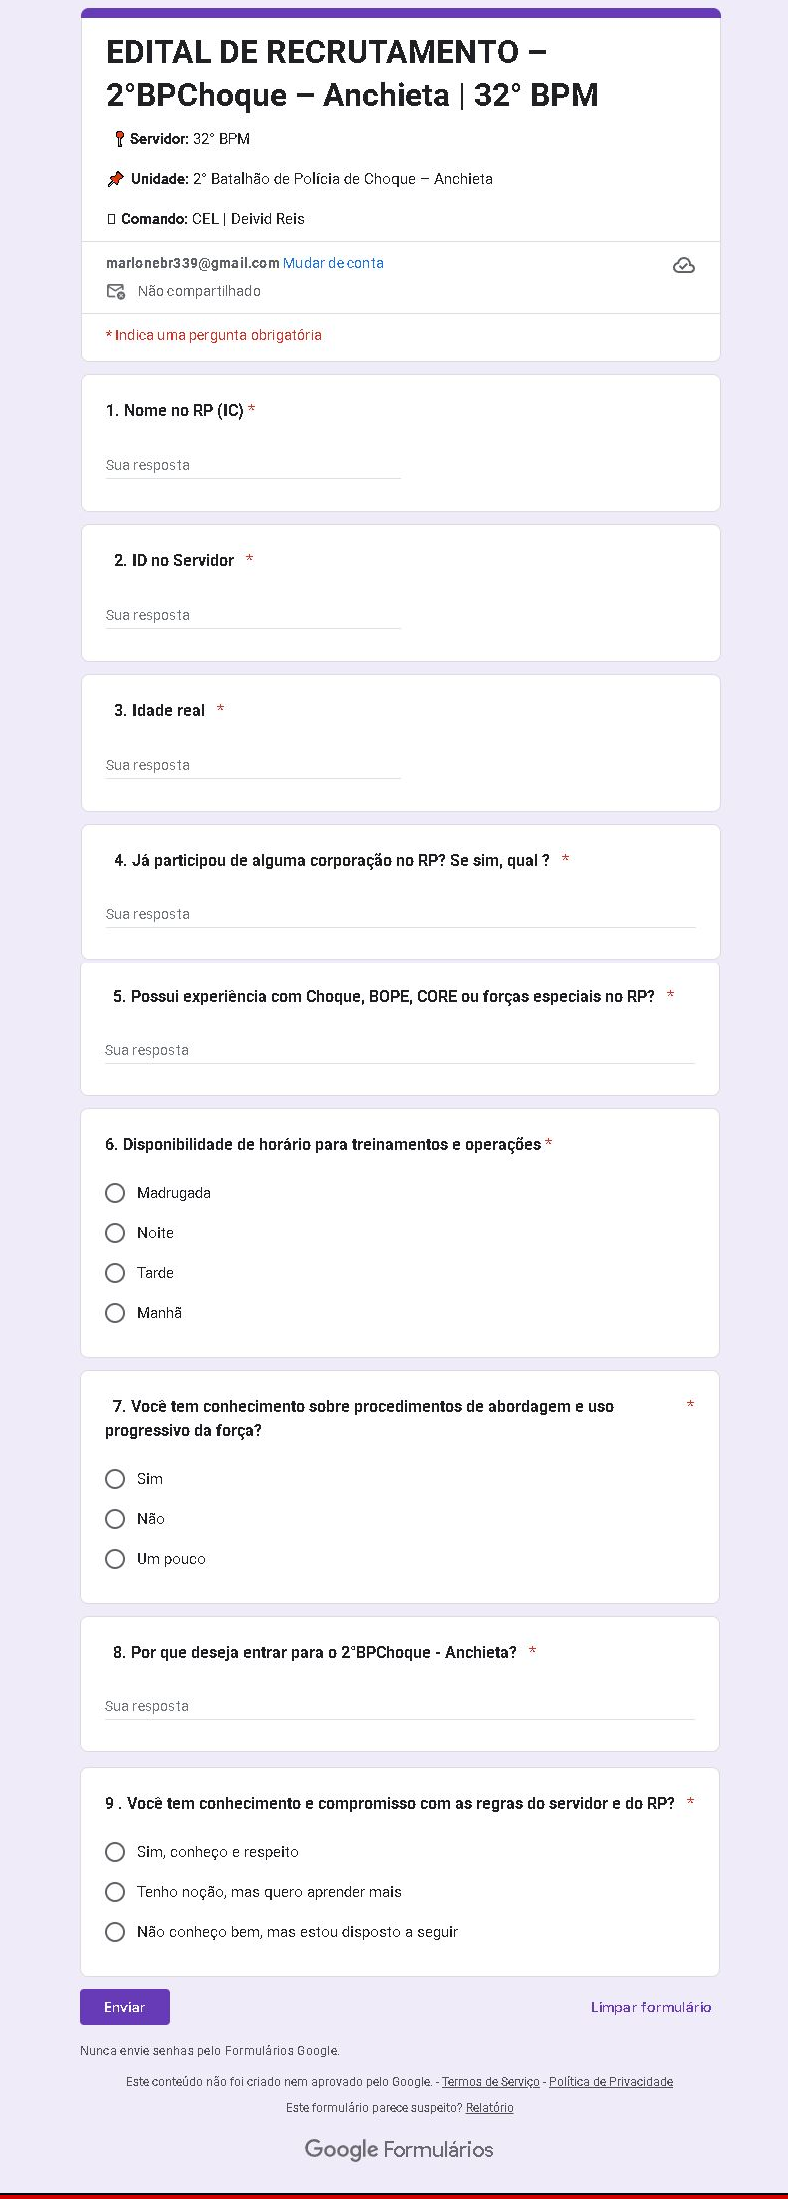 EDITAL DE RECRUTAMENTO –
2°BPChoque – Anchieta | 32° BPM
📍 Servidor: 32° BPM
📌 Unidade: 2° Batalhão de Polícia de Choque – Anchieta
Comando: CEL | Deivid Reis
marlonebr339@gmail.com Mudar de conta
Não compartilhado
* Indica uma pergunta obrigatória
1. Nome no RP (IC) *
Sua resposta
2. ID no Servidor *
Sua resposta
3. Idade real *
Sua resposta
4. Já participou de alguma corporação no RP? Se sim, qual ? *
Sua resposta
5. Possui experiência com Choque, BOPE, CORE ou forças especiais no RP? *
Sua resposta
6. Disponibilidade de horário para treinamentos e operações *
Madrugada
Noite
Tarde
Manhã
7. Você tem conhecimento sobre procedimentos de abordagem e uso *
progressivo da força?
Sim
Não
Um pouco
8. Por que deseja entrar para o 2°BPChoque - Anchieta? *
Sua resposta
9 . Você tem conhecimento e compromisso com as regras do servidor e do RP? *
Sim, conheço e respeito
Tenho noção, mas quero aprender mais
Não conheço bem, mas estou disposto a seguir
Enviar Limpar formulário
Nunca envie senhas pelo Formulários Google.
Este conteúdo não foi criado nem aprovado pelo Google. - Termos de Serviço - Política de Privacidade
Este formulário parece suspeito? Relatório
Google Formulários